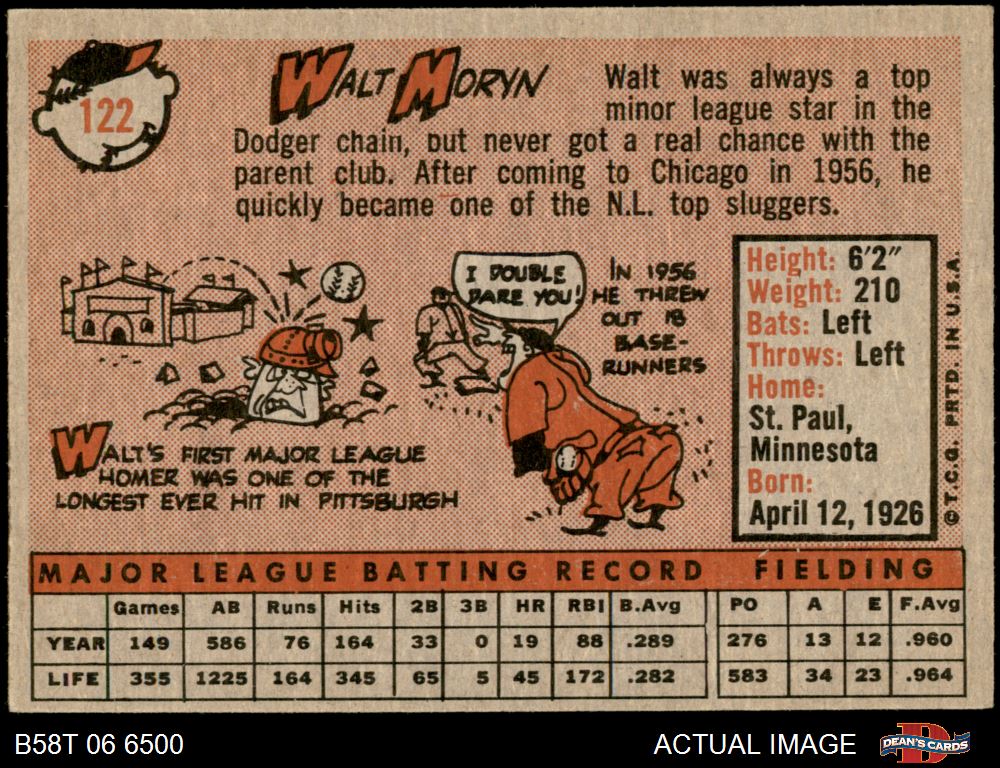 122
WALT MORYN
Walt was always a top
minor league star in the
Dodger chain, but never got a real chance with the
parent club. After coming to Chicago in 1956, he
quickly became one of the N.L. top sluggers.
I DOUBLE
DARE YOU!
IN 1956
HE THREW
OUT 18
BASE-
RUNNERS
WALT'S FIRST MAJOR LEAGUE
HOMER WAS ONE OF THE
LONGEST EVER HIT IN PITTSBURGH
Height: 6'2"
Weight: 210
Bats: Left
Throws: Left
Home:
St. Paul,
Minnesota
Born:
April 12, 1926
© T.C.G. PRTD. IN U.S.A.
MAJOR LEAGUE BATTING RECORD FIELDING
Games AB Runs Hits 2B 3B HR RBI B.Avg PO A E F.Avg
YEAR 149 586 76 164 33 0 19 88 .289 276 13 12 .960
LIFE 355 1225 164 345 65 5 45 172 .282 583 34 23 .964
B58T 06 6500
ACTUAL IMAGE
D
DEAN'S CARDS